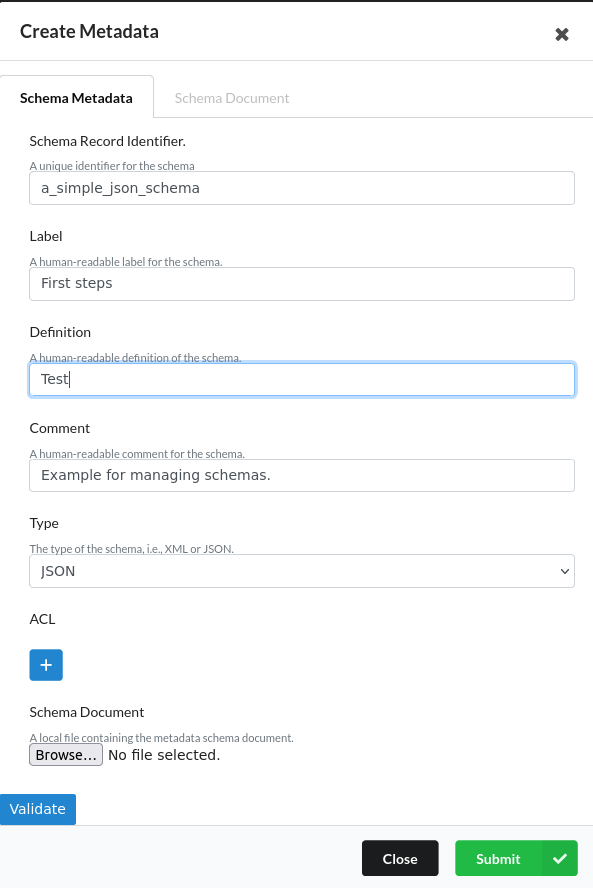 Create Metadata
Schema Metadata
Schema Document
Schema Record Identifier.
A unique identifier for the schema
a_simple_json_schema
Label
A human-readable label for the schema.
First steps
Definition
A human-readable definition of the schema.
Test
Comment
A human-readable comment for the schema.
Example for managing schemas.
Type
The type of the schema, i.e., XML or JSON.
JSON
ACL
Schema Document
A local file containing the metadata schema document.
Browse... No file selected.
Validate
Close
Submit